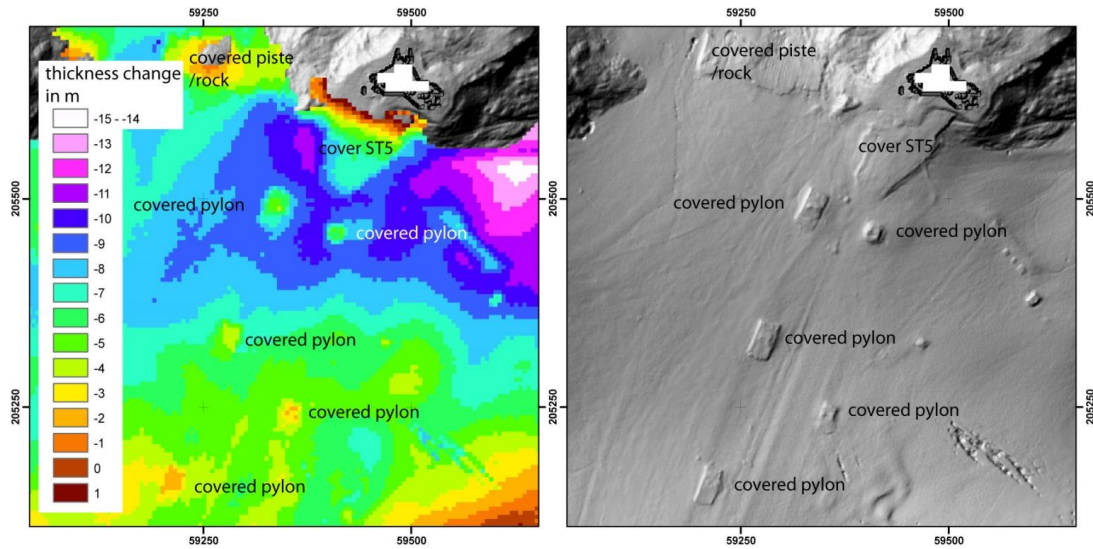 59250
59500
59250
59500
covered piste
/rock
thickness change
in m
-15 - -14
-13
-12
-11
-10
-9
-8
-7
-6
-5
-4
-3
-2
-1
0
1
cover ST5
covered pylon
covered pylon
covered pylon
covered pylon
covered pylon
205500
205250
59250
59500
covered piste
/rock
cover ST5
covered pylon
covered pylon
covered pylon
covered pylon
covered pylon
205500
205250
205500
205250
59250
59500